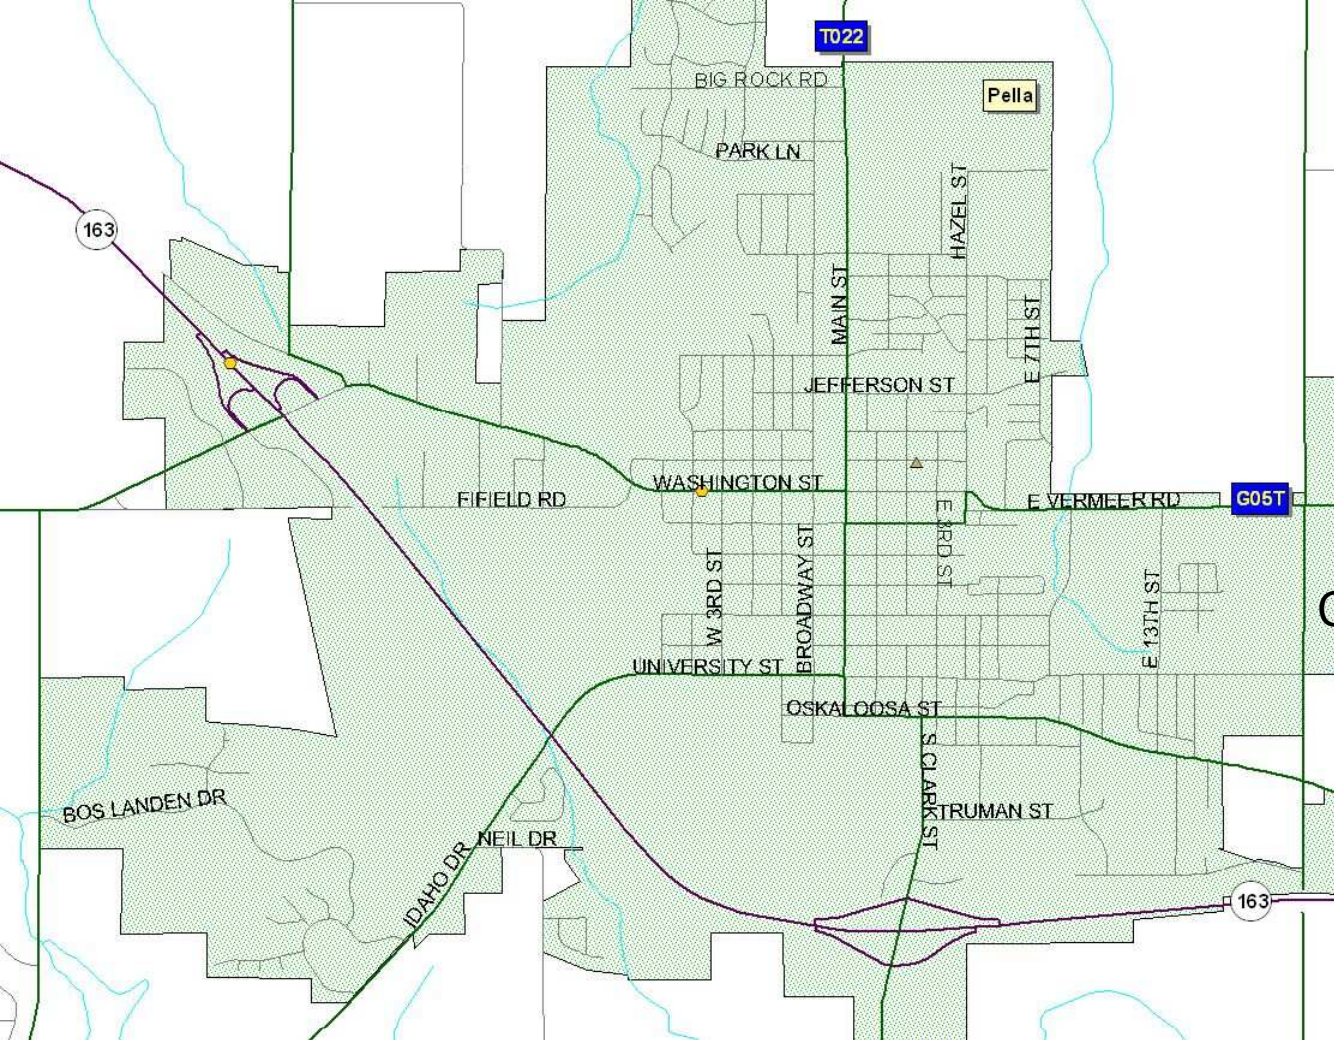 T022
BIG ROCK RD
Pella
PARK LN
HAZEL ST
163
MAIN ST
E 7TH ST
JEFFERSON ST
WASHINGTON ST
FIFIELD RD
E VERMEER RD
G05T
E 3RD ST
W 3RD ST
BROADWAY ST
E 13TH ST
UNIVERSITY ST
OSKALOOSA ST
S CLARK ST
BOS LANDEN DR
TRUMAN ST
NEIL DR
IDAHO DR
163